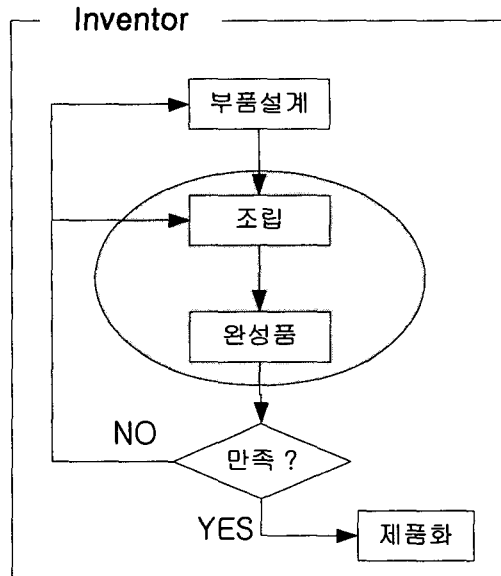 Inventor
부품설계
조립
완성품
NO
만족 ?
YES
제품화